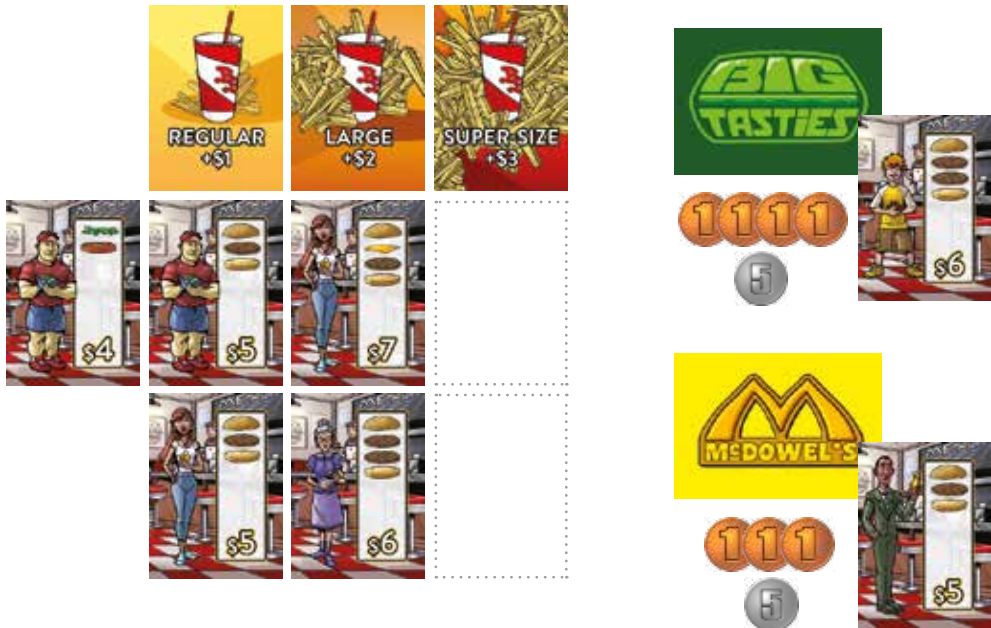 REGULAR
+$1
LARGE
+$2
SUPER-SIZE
+$3
$4
$5
$7
$5
$6
BIG
TASTIES
1 1 1 1
5
$6
McDOWEL'S
1 1 1
5
$5